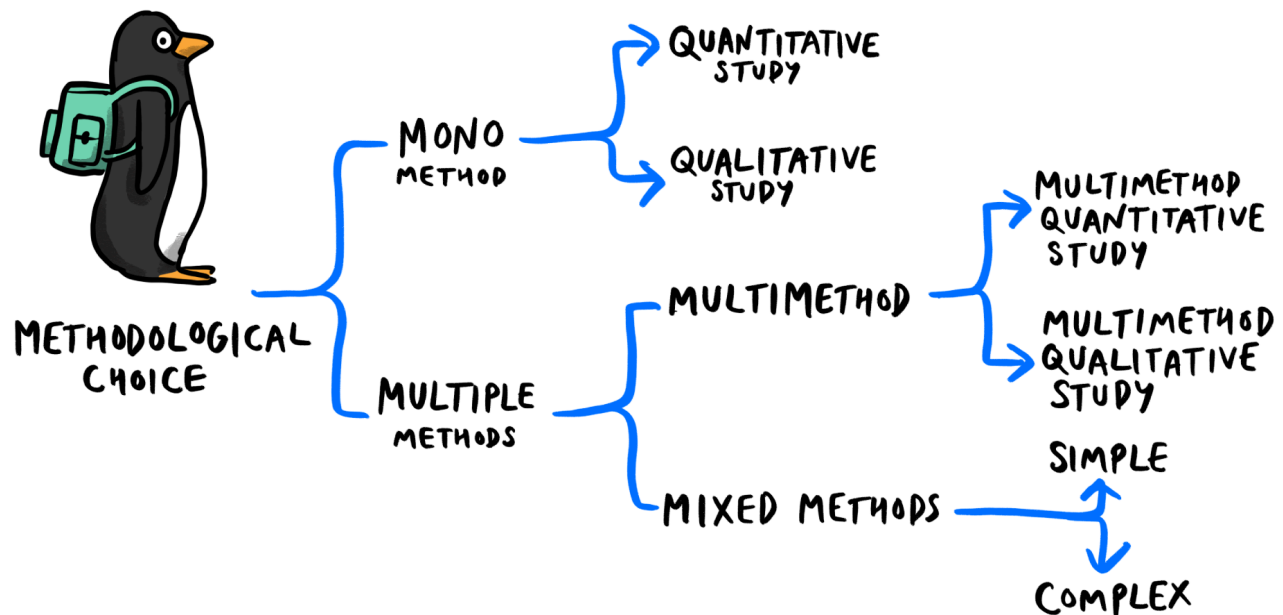 METHODOLOGICAL
CHOICE
MONO
METHOD
QUANTITATIVE
STUDY
QUALITATIVE
STUDY
MULTIPLE
METHODS
MULTIMETHOD
MULTIMETHOD
QUANTITATIVE
STUDY
MULTIMETHOD
QUALITATIVE
STUDY
MIXED METHODS
SIMPLE
COMPLEX